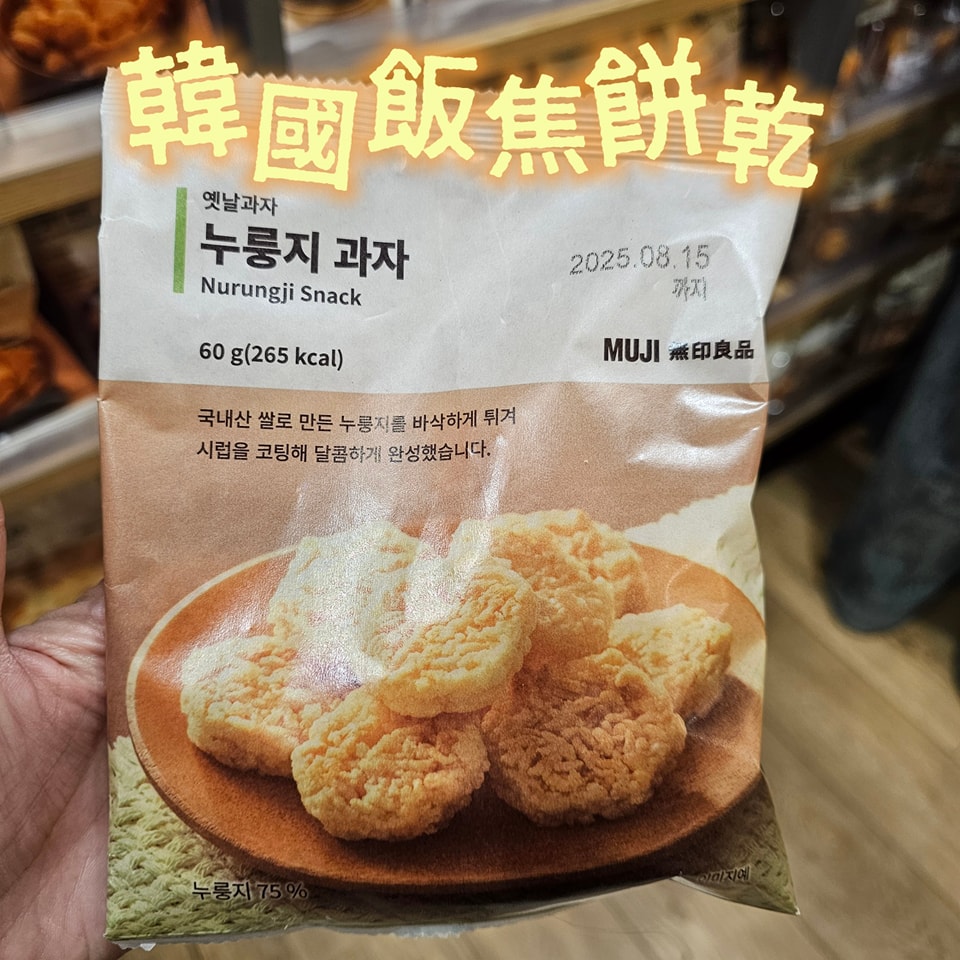 韓國飯焦餅乾
옛날과자
누룽지 과자
Nurungji Snack
2025.08.15
까지
60 g(265 kcal)
MUJI 無印良品
국내산 쌀로 만든 누룽지를 바삭하게 튀겨
시럽을 코팅해 달콤하게 완성했습니다.
누룽지 75 %